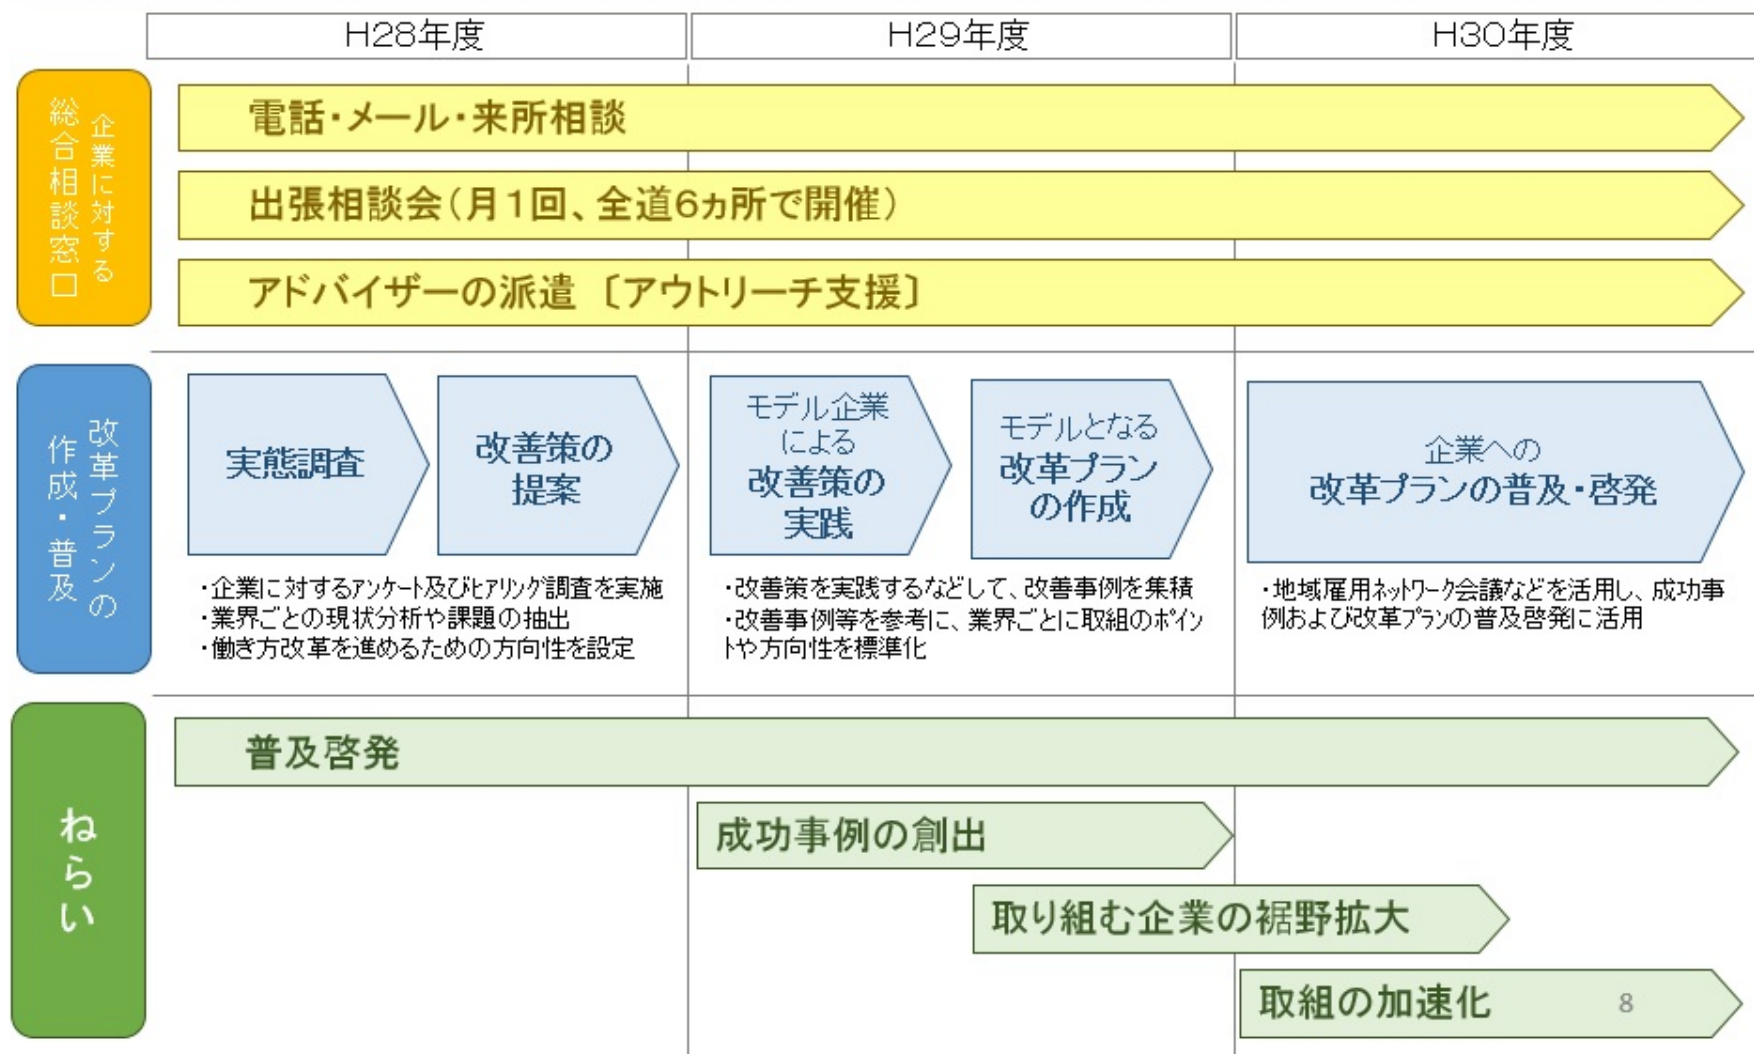 H28年度
H29年度
H30年度
企業に対する
総合相談窓口
電話・メール・来所相談
出張相談会（月１回、全道６ヵ所で開催）
アドバイザーの派遣 〔アウトリーチ支援〕
改革プランの
作成・普及
実態調査
改善策の
提案
モデル企業
による
改善策の
実践
モデルとなる
改革プラン
の作成
企業への
改革プランの普及・啓発
・企業に対するｱﾝｹｰﾄ及びﾋｱﾘﾝｸﾞ調査を実施
・業界ごとの現状分析や課題の抽出
・働き方改革を進めるための方向性を設定
・改善策を実践するなどして、改善事例を集積
・改善事例等を参考に、業界ごとに取組のﾎﾟｲﾝ
ﾄや方向性を標準化
・地域雇用ﾈｯﾄﾜｰｸ会議などを活用し、成功事
例および改革ﾌﾟﾗﾝの普及啓発に活用
ねらい
普及啓発
成功事例の創出
取り組む企業の裾野拡大
取組の加速化
8